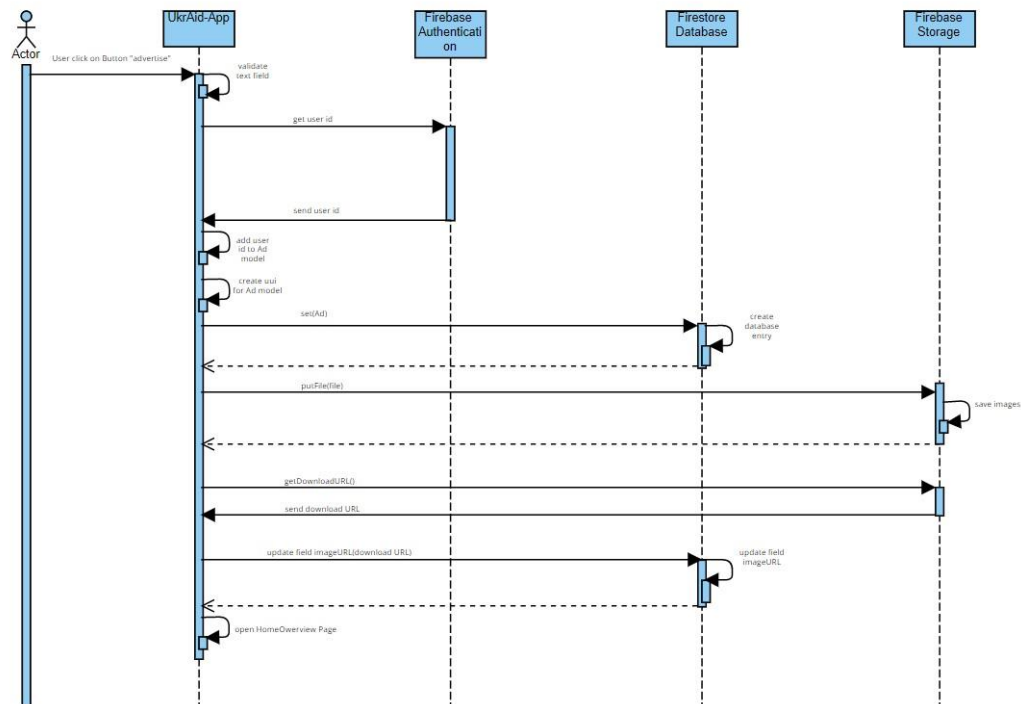 Actor
UkrAid-App
Firebase
Authenticati
on
Firestore
Database
Firebase
Storage
User click on Button "advertise"
validate
text field
get user id
send user id
add user
id to Ad
model
create uui
for Ad model
set(Ad)
create
database
entry
putFile(file)
save images
getDownloadURL()
send download URL
update field imageURL(download URL)
update field
imageURL
open HomeOwerview Page